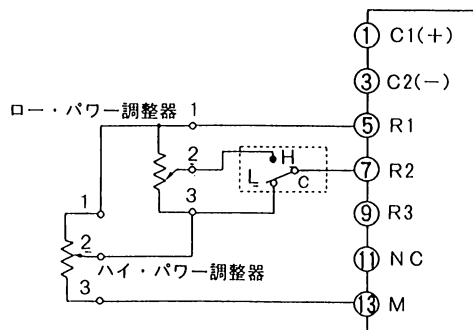 ① C1(+)
③ C2(-)
ロー・パワー調整器 1
⑤ R1
2 H
L C
⑦ R2
3
⑨ R3
1
2
ハイ・パワー調整器
⑪ NC
3
⑬ M